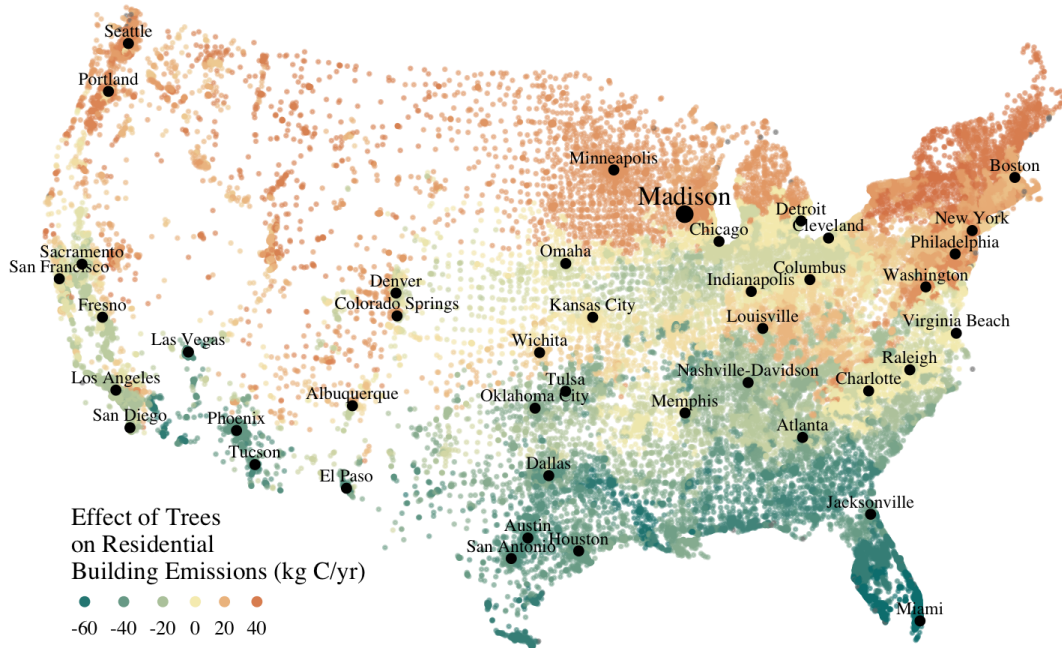 Seattle
Portland
Minneapolis
Boston
Madison
Detroit
New York
Chicago
Cleveland
Philadelphia
Sacramento
Omaha
San Francisco
Columbus
Denver
Indianapolis
Washington
Fresno
Colorado Springs
Kansas City
Louisville
Virginia Beach
Las Vegas
Wichita
Raleigh
Los Angeles
Nashville-Davidson
Tulsa
Albuquerque
Oklahoma City
Charlotte
San Diego
Memphis
Phoenix
Atlanta
Tucson
Dallas
El Paso
Jacksonville
Effect of Trees
on Residential
Building Emissions (kg C/yr)
Austin
San Antonio
Houston
Miami
-60 -40 -20 0 20 40